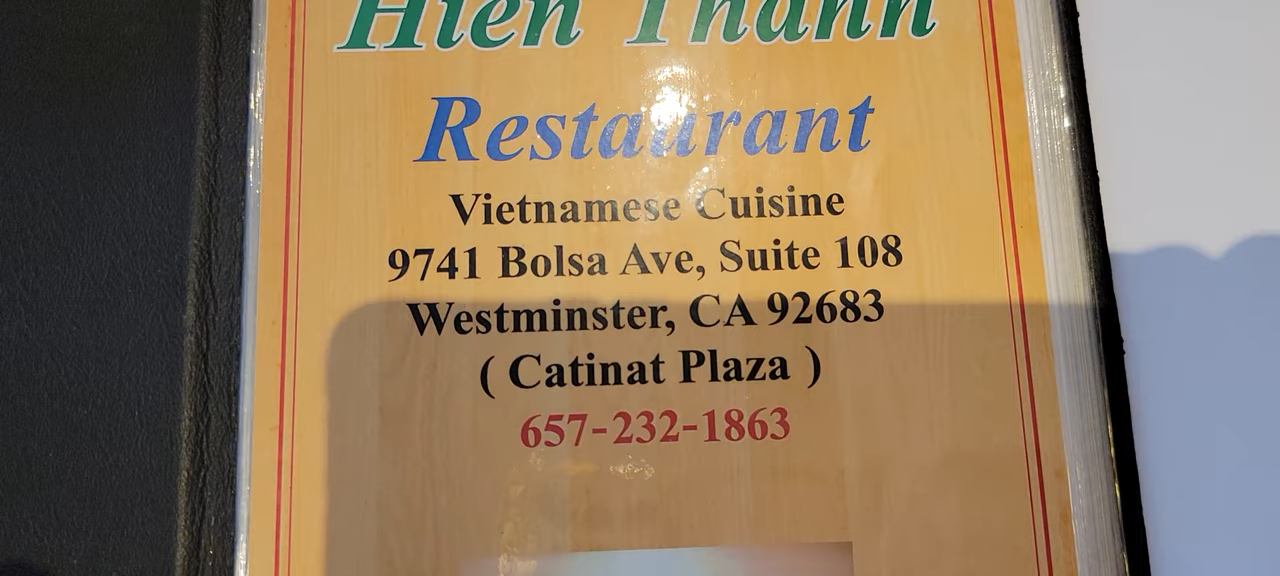 Hien Thanh
Restaurant
Vietnamese Cuisine
9741 Bolsa Ave, Suite 108
Westminster, CA 92683
( Catinat Plaza )
657-232-1863